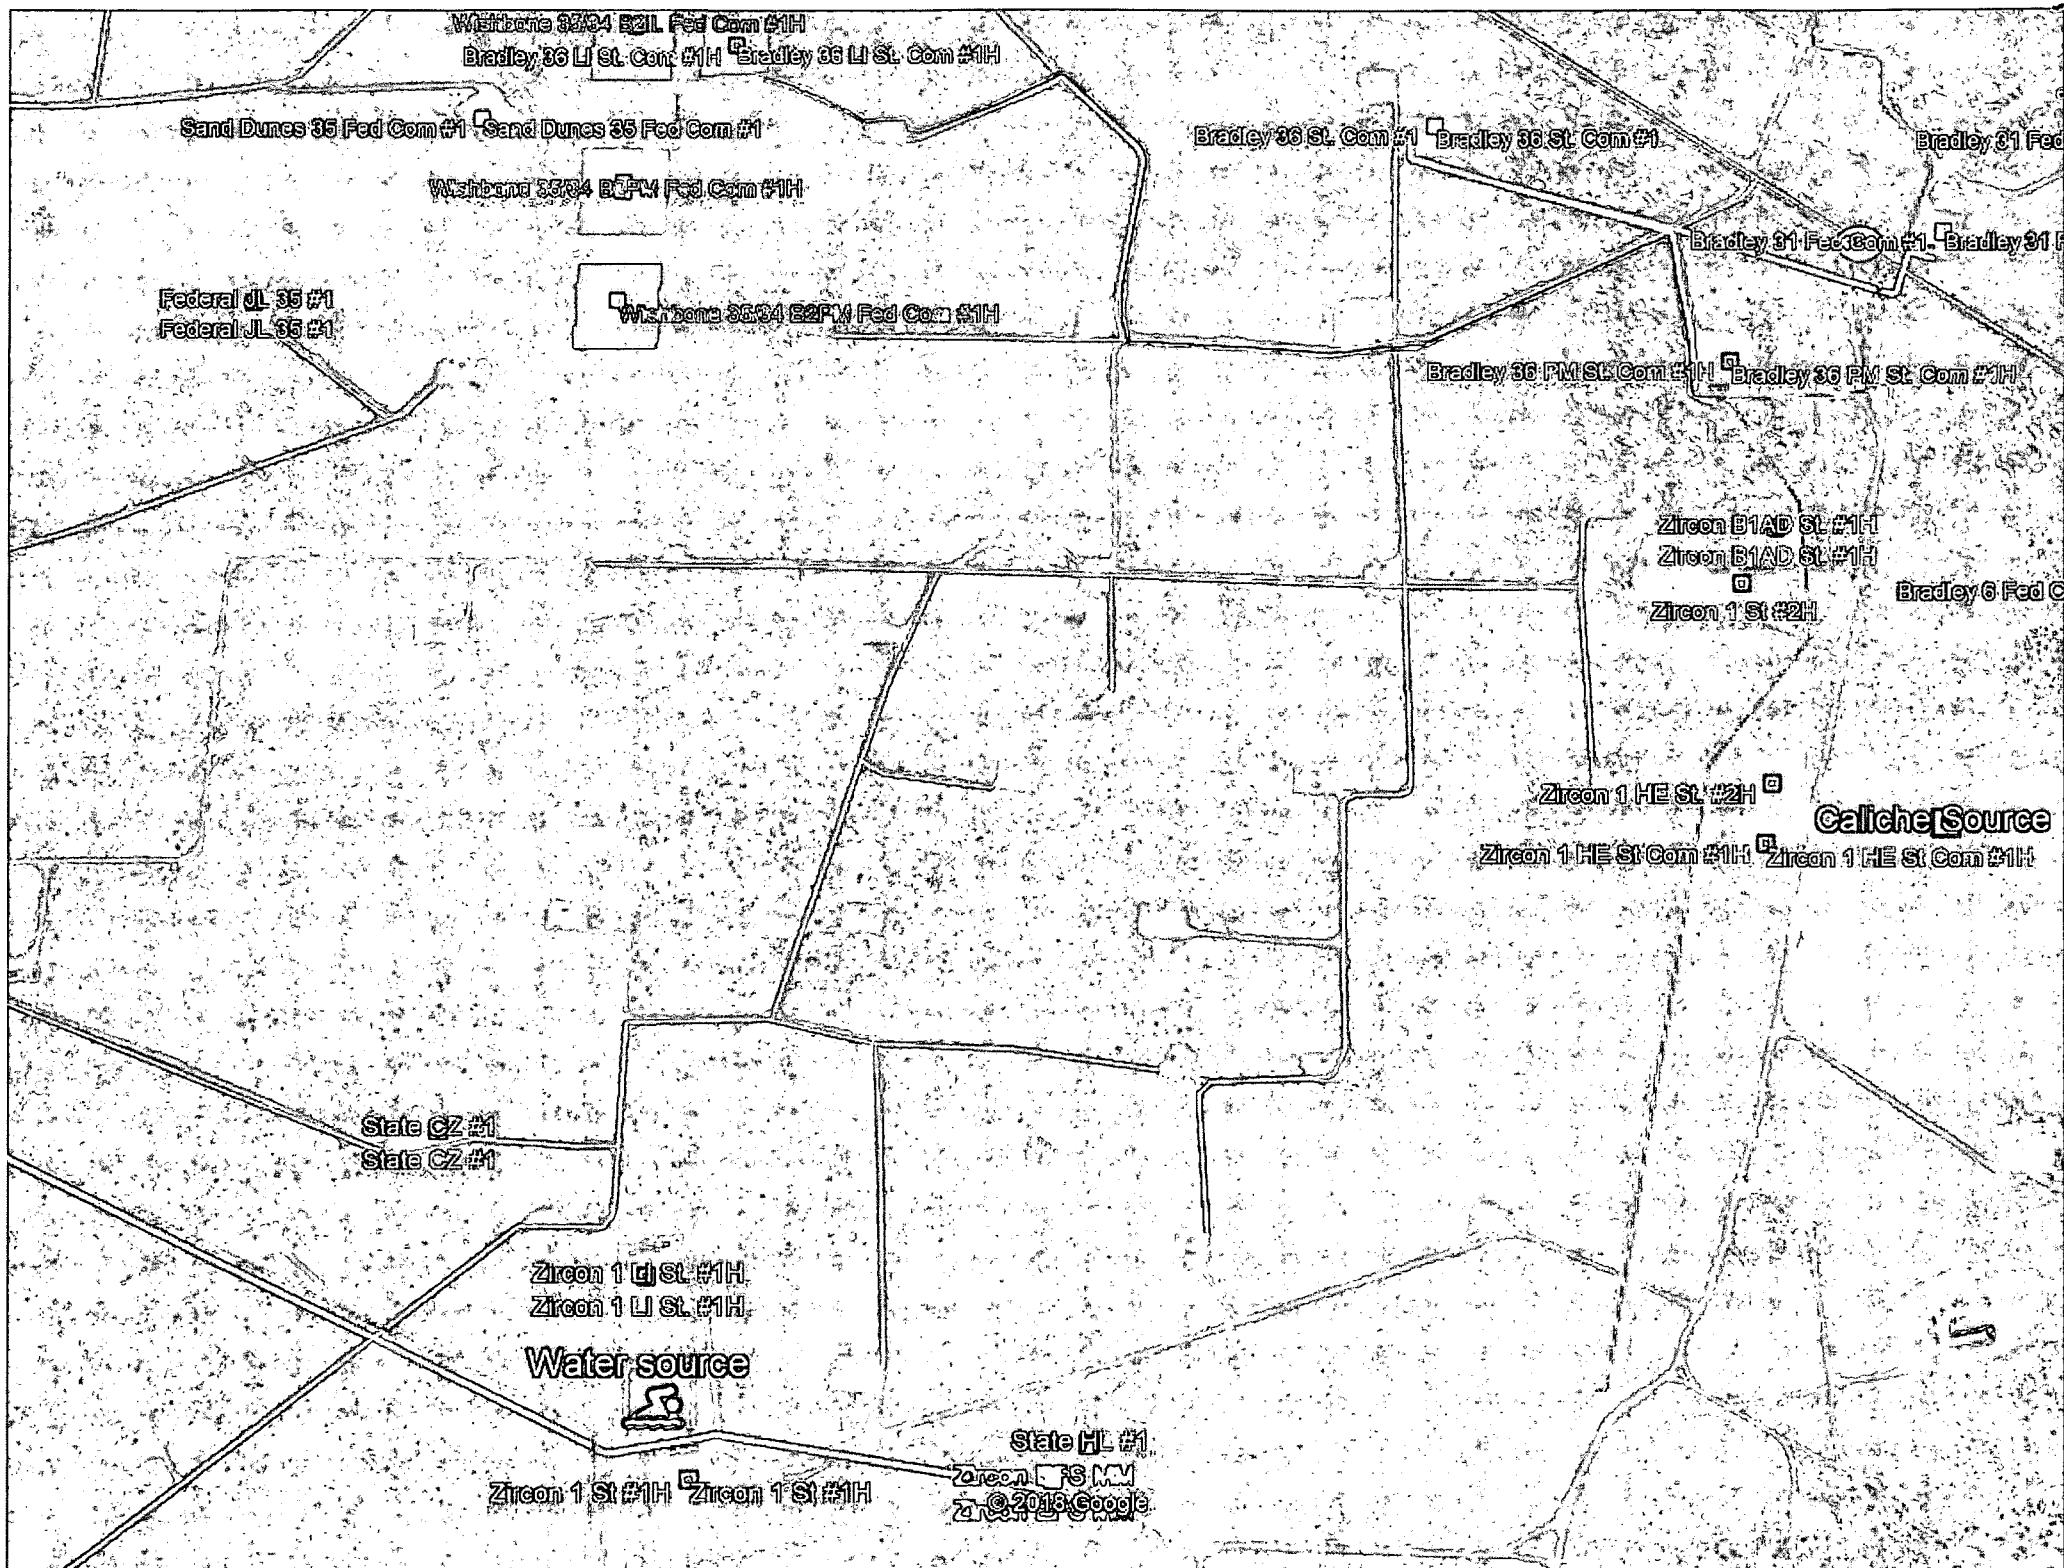 Wishbone 35/34 B2IL Fed Com #1H
Bradley 36 LI St. Com #1H Bradley 36 LI St. Com #1H
Sand Dunes 35 Fed Com #1 Sand Dunes 35 Fed Com #1
Bradley 36 St. Com #1 Bradley 36 St. Com #1
Bradley 31 Fed
Wishbone 35/34 Fed Com #1H
Bradley 31 Fed Com #1 Bradley 31 F
Federal JL 35 #1
Federal JL 35 #1
Wishbone 35/34 B2PM Fed Com #1H
Bradley 36 PM St. Com #1H Bradley 36 PM St. Com #1H
Zircon B1AD St. #1H
Zircon B1AD St. #1H
Bradley 6 Fed C
Zircon 1 St #2H
Zircon 1 HE St. #2H
Caliche Source
Zircon 1 HE St Com #1H Zircon 1 HE St Com #1H
State CZ #1
State CZ #1
Zircon 1 LI St. #1H
Zircon 1 LI St. #1H
Water source
State HL #1
Zircon
Zircon 1 St #1H Zircon 1 St #1H
© 2018 Google